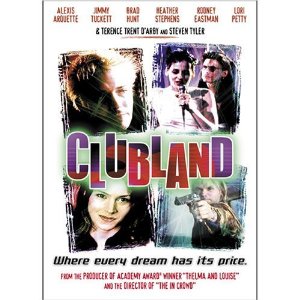 ALEXIS ARQUETTE JIMMY TUCKETT BRAD HUNT HEATHER STEPHENS RODNEY EASTMAN LORI PETTY
& TERENCE TRENT D'ARBY AND STEVEN TYLER
CLUBLAND
Where every dream has its price.
FROM THE PRODUCER OF ACADEMY AWARD® WINNER "THELMA AND LOUISE"
AND THE DIRECTOR OF "THE IN CROWD"